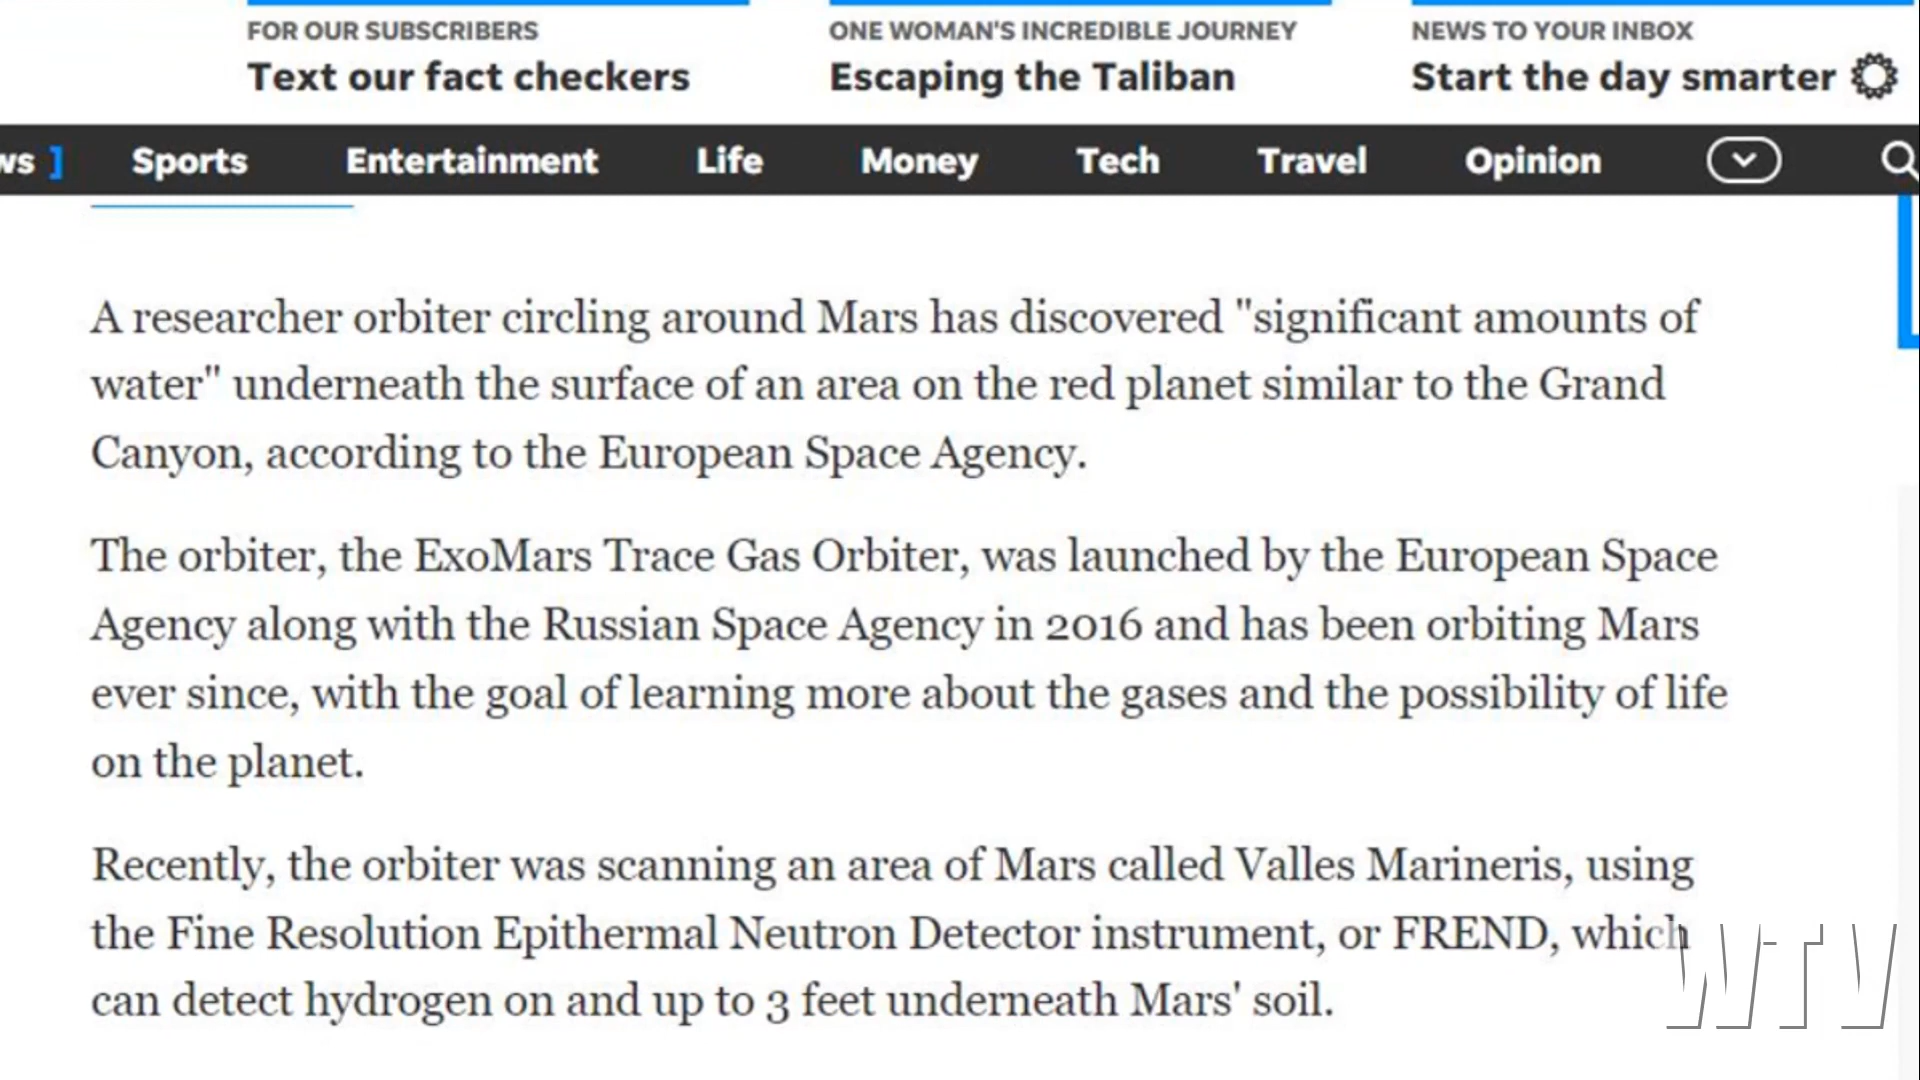 FOR OUR SUBSCRIBERS
Text our fact checkers
ONE WOMAN'S INCREDIBLE JOURNEY
Escaping the Taliban
NEWS TO YOUR INBOX
Start the day smarter
ws ] Sports Entertainment Life Money Tech Travel Opinion
A researcher orbiter circling around Mars has discovered "significant amounts of
water" underneath the surface of an area on the red planet similar to the Grand
Canyon, according to the European Space Agency.
The orbiter, the ExoMars Trace Gas Orbiter, was launched by the European Space
Agency along with the Russian Space Agency in 2016 and has been orbiting Mars
ever since, with the goal of learning more about the gases and the possibility of life
on the planet.
Recently, the orbiter was scanning an area of Mars called Valles Marineris, using
the Fine Resolution Epithermal Neutron Detector instrument, or FREND, which
can detect hydrogen on and up to 3 feet underneath Mars' soil.
WTV